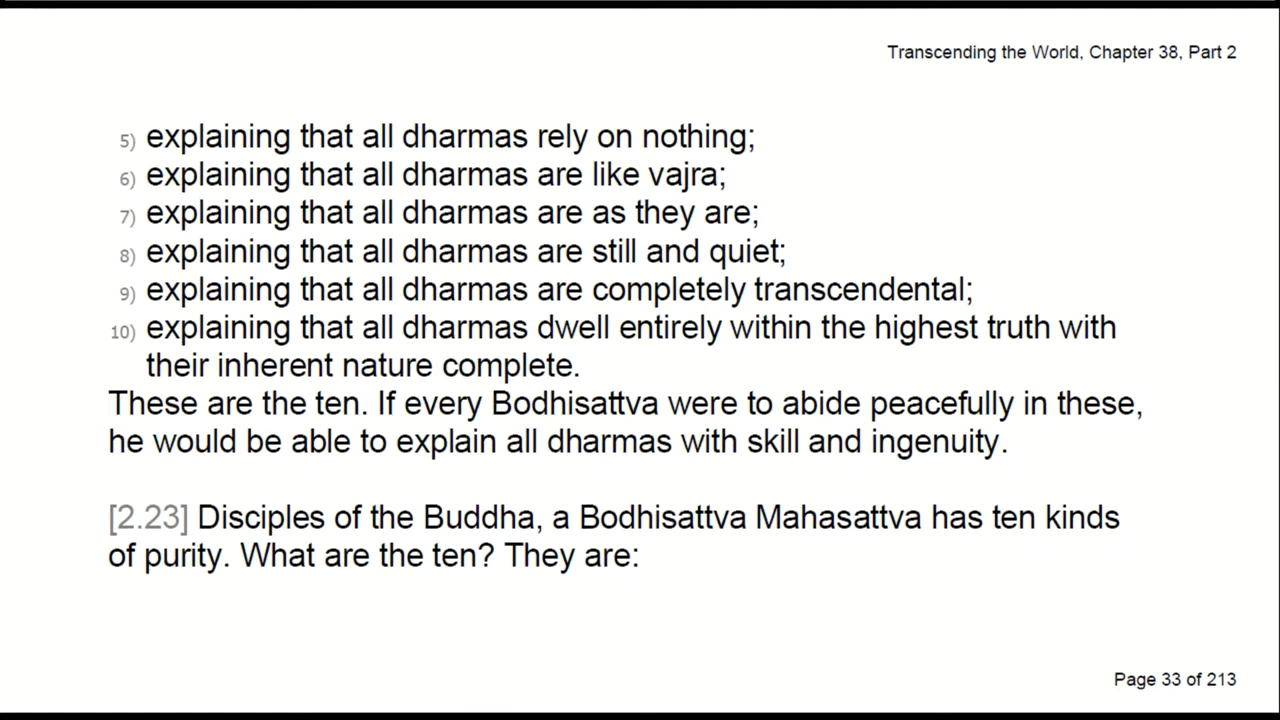 Transcending the World, Chapter 38, Part 2
5) explaining that all dharmas rely on nothing;
6) explaining that all dharmas are like vajra;
7) explaining that all dharmas are as they are;
8) explaining that all dharmas are still and quiet;
9) explaining that all dharmas are completely transcendental;
10) explaining that all dharmas dwell entirely within the highest truth with
their inherent nature complete.
These are the ten. If every Bodhisattva were to abide peacefully in these,
he would be able to explain all dharmas with skill and ingenuity.
[2.23] Disciples of the Buddha, a Bodhisattva Mahasattva has ten kinds
of purity. What are the ten? They are:
Page 33 of 213